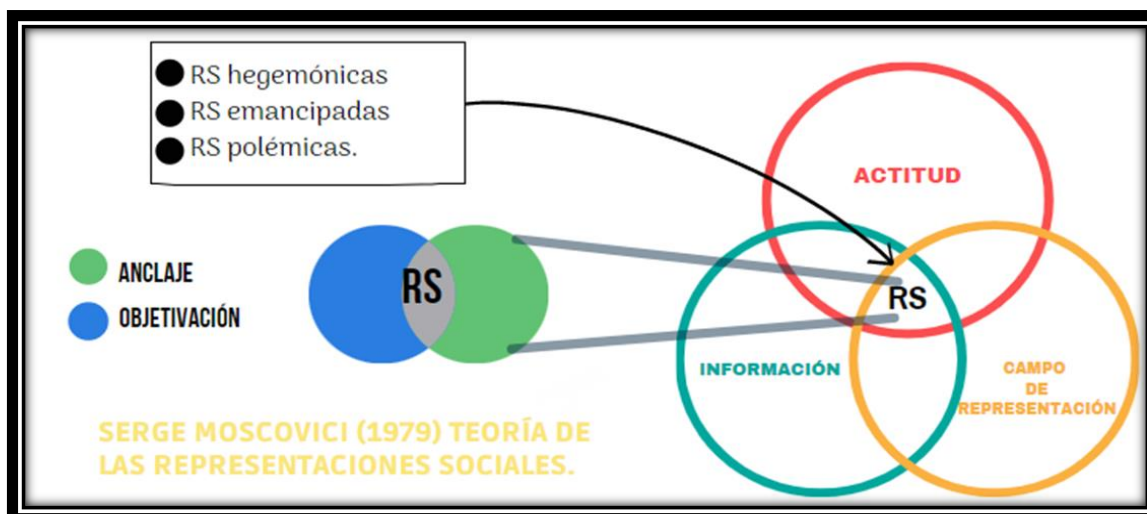 RS hegemónicas
RS emancipadas
RS polémicas.
ANCLAJE
OBJETIVACIÓN
RS
ACTITUD
RS
INFORMACIÓN
CAMPO
DE
REPRESENTACIÓN
SERGE MOSCOVICI (1979) TEORÍA DE
LAS REPRESENTACIONES SOCIALES.